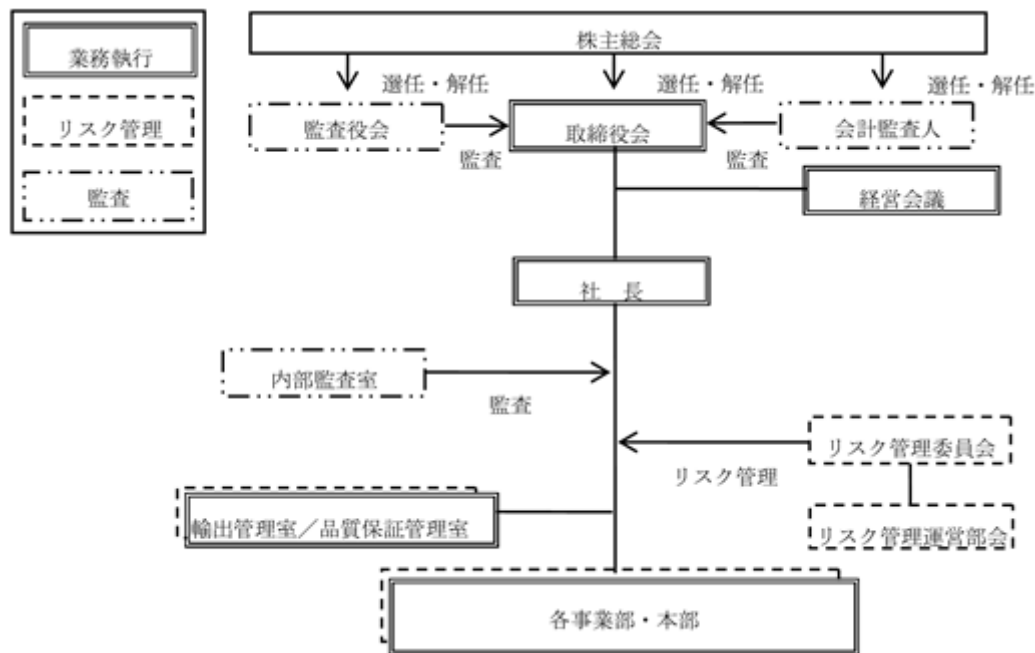 業務執行
リスク管理
監査
株主総会
選任・解任
選任・解任
選任・解任
監査役会
取締役会
会計監査人
監査
監査
経営会議
社 長
内部監査室
監査
リスク管理委員会
リスク管理
輸出管理室／品質保証管理室
リスク管理運営部会
各事業部・本部